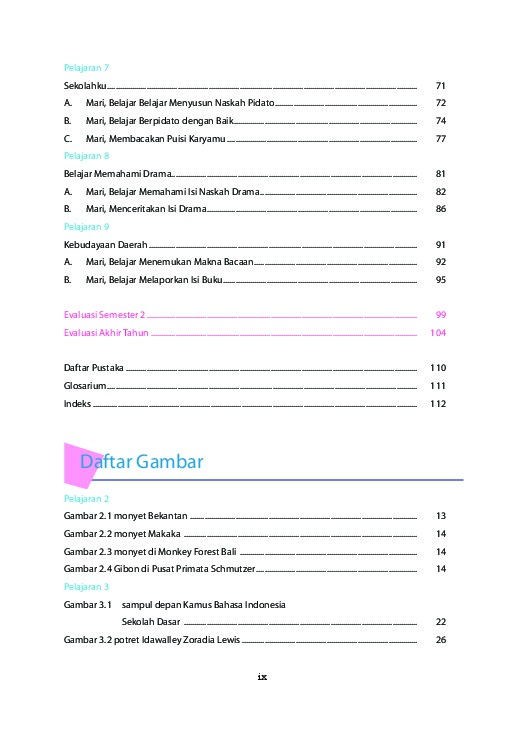 Pelajaran 7
Sekolahku 71
A. Mari, Belajar Belajar Menyusun Naskah Pidato 72
B. Mari, Belajar Berpidato dengan Baik 74
C. Mari, Membacakan Puisi Karyamu 77
Pelajaran 8
Belajar Memahami Drama 81
A. Mari, Belajar Memahami Isi Naskah Drama 82
B. Mari, Menceritakan Isi Drama 86
Pelajaran 9
Kebudayaan Daerah 91
A. Mari, Belajar Menemukan Makna Bacaan 92
B. Mari, Belajar Melaporkan Isi Buku 95
Evaluasi Semester 2 99
Evaluasi Akhir Tahun 104
Daftar Pustaka 110
Glosarium 111
Indeks 112
Daftar Gambar
Pelajaran 2
Gambar 2.1 monyet Bekantan 13
Gambar 2.2 monyet Makaka 14
Gambar 2.3 monyet di Monkey Forest Bali 14
Gambar 2.4 Gibon di Pusat Primata Schmutzer 14
Pelajaran 3
Gambar 3.1 sampul depan Kamus Bahasa Indonesia
Sekolah Dasar 22
Gambar 3.2 potret Idawalley Zoradia Lewis 26
ix